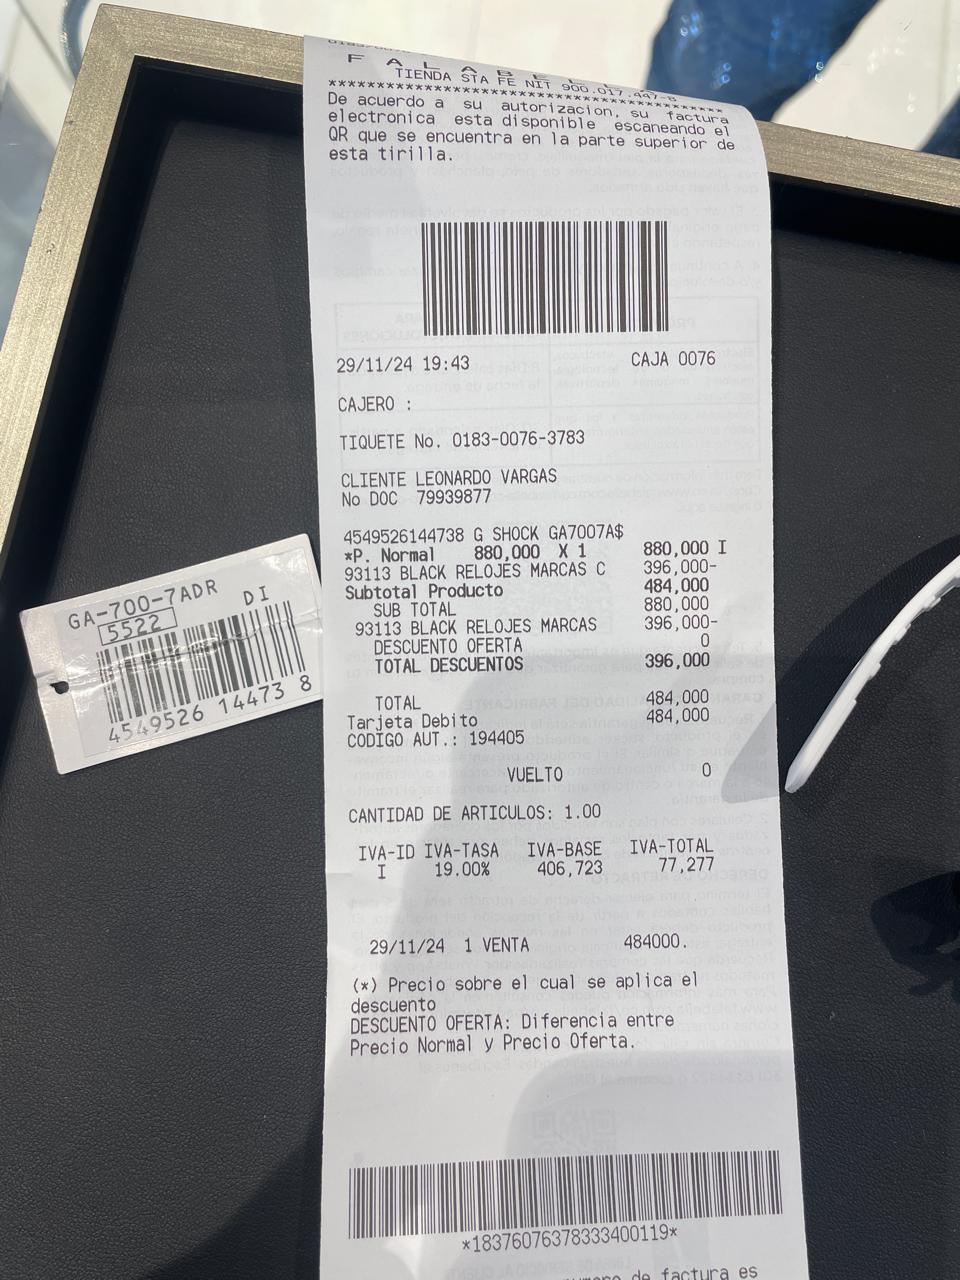 F A L A B E L
TIENDA STA FE NIT 900.017.447-8
****************************************
De acuerdo a su autorizacion, su factura
electronica esta disponible escaneando el
QR que se encuentra en la parte superior de
esta tirilla.
29/11/24 19:43 CAJA 0076
CAJERO :
TIQUETE No. 0183-0076-3783
CLIENTE LEONARDO VARGAS
No DOC 79939877
4549526144738 G SHOCK GA7007A$
*P. Normal 880,000 X 1 880,000 I
93113 BLACK RELOJES MARCAS C 396,000-
Subtotal Producto 484,000
SUB TOTAL 880,000
93113 BLACK RELOJES MARCAS 396,000-
DESCUENTO OFERTA 0
TOTAL DESCUENTOS 396,000
TOTAL 484,000
Tarjeta Debito 484,000
CODIGO AUT.: 194405
VUELTO 0
CANTIDAD DE ARTICULOS: 1.00
IVA-ID IVA-TASA IVA-BASE IVA-TOTAL
I 19.00% 406,723 77,277
29/11/24 1 VENTA 484000.
(*) Precio sobre el cual se aplica el
descuento
DESCUENTO OFERTA: Diferencia entre
Precio Normal y Precio Oferta.
*18376076378333400119*
de factura es
GA-700-7ADR DI
5522
4549526 14473 8